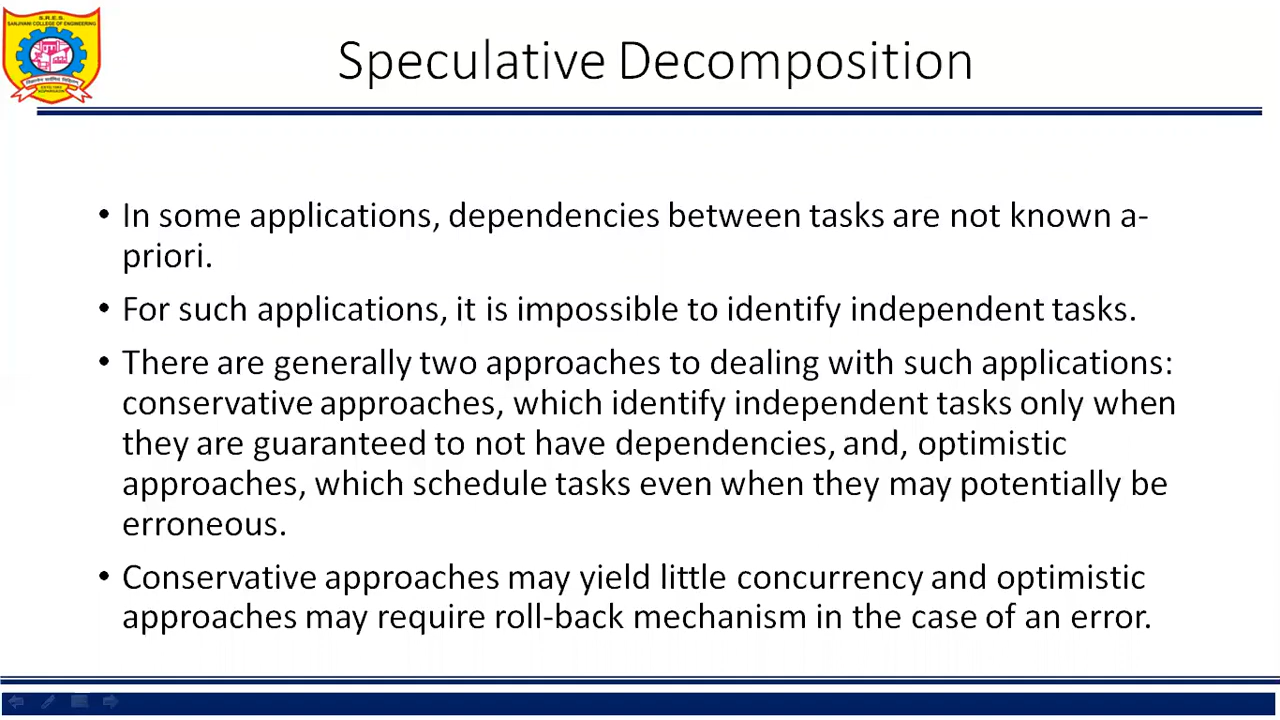 S.R.E.S.
SANJIVANI COLLEGE OF ENGINEERING
Speculative Decomposition
• In some applications, dependencies between tasks are not known a-
priori.
• For such applications, it is impossible to identify independent tasks.
• There are generally two approaches to dealing with such applications:
conservative approaches, which identify independent tasks only when
they are guaranteed to not have dependencies, and, optimistic
approaches, which schedule tasks even when they may potentially be
erroneous.
• Conservative approaches may yield little concurrency and optimistic
approaches may require roll-back mechanism in the case of an error.